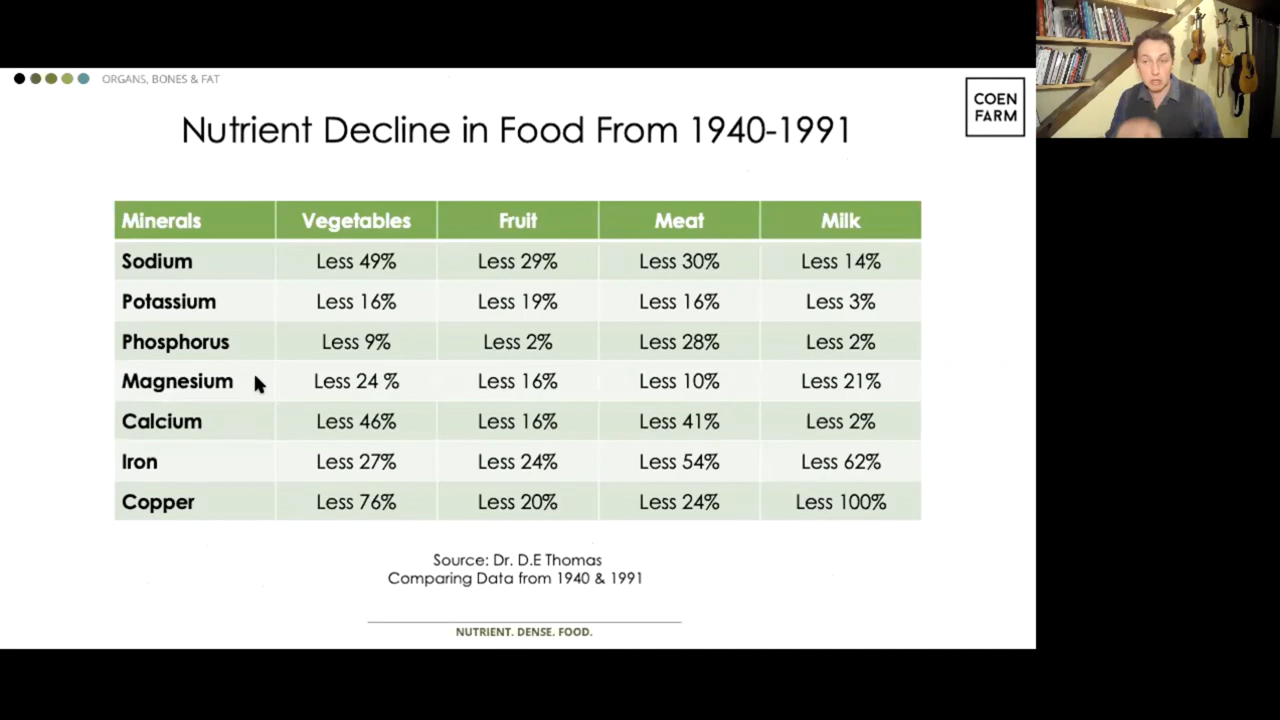 ORGANS, BONES & FAT
COEN
FARM
Nutrient Decline in Food From 1940-1991
Minerals Vegetables Fruit Meat Milk
Sodium Less 49% Less 29% Less 30% Less 14%
Potassium Less 16% Less 19% Less 16% Less 3%
Phosphorus Less 9% Less 2% Less 28% Less 2%
Magnesium Less 24 % Less 16% Less 10% Less 21%
Calcium Less 46% Less 16% Less 41% Less 2%
Iron Less 27% Less 24% Less 54% Less 62%
Copper Less 76% Less 20% Less 24% Less 100%
Source: Dr. D.E Thomas
Comparing Data from 1940 & 1991
NUTRIENT. DENSE. FOOD.